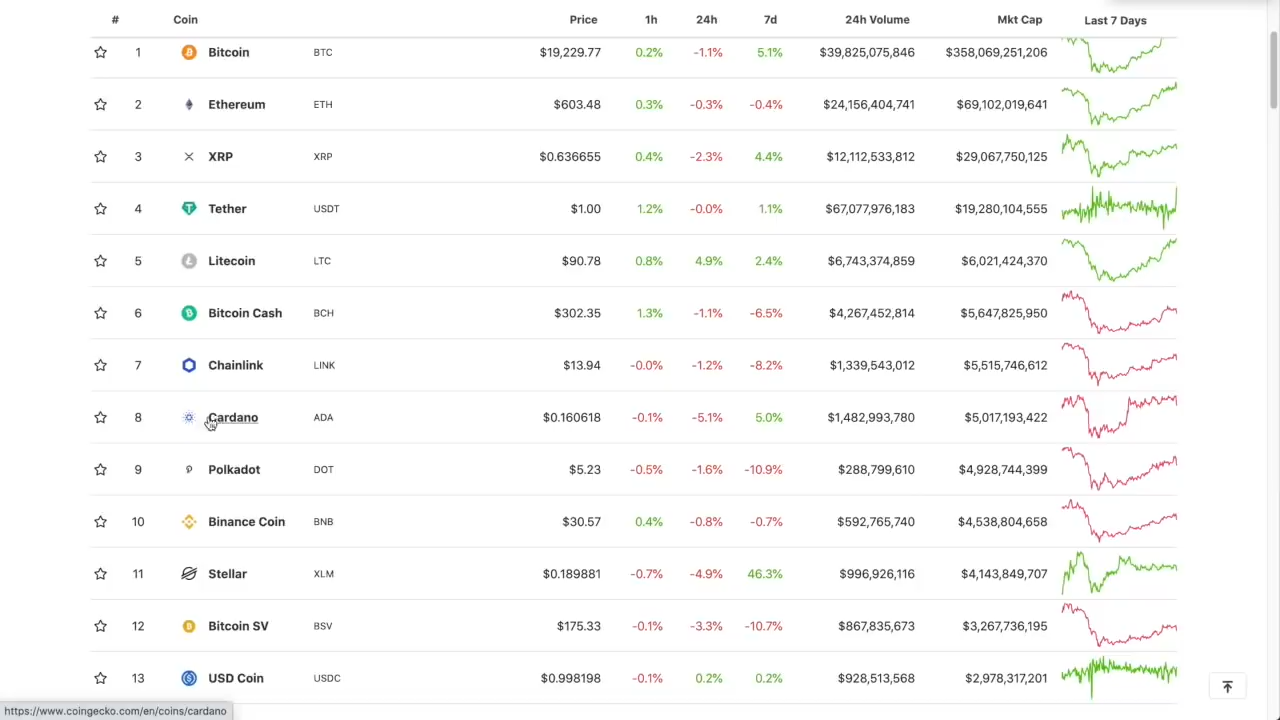 # Coin Price 1h 24h 7d 24h Volume Mkt Cap Last 7 Days
1 Bitcoin BTC $19,229.77 0.2% -1.1% 5.1% $39,825,075,846 $358,069,251,206
2 Ethereum ETH $603.48 0.3% -0.3% -0.4% $24,156,404,741 $69,102,019,641
3 XRP XRP $0.636655 0.4% -2.3% 4.4% $12,112,533,812 $29,067,750,125
4 Tether USDT $1.00 1.2% -0.0% 1.1% $67,077,976,183 $19,280,104,555
5 Litecoin LTC $90.78 0.8% 4.9% 2.4% $6,743,374,859 $6,021,424,370
6 Bitcoin Cash BCH $302.35 1.3% -1.1% -6.5% $4,267,452,814 $5,647,825,950
7 Chainlink LINK $13.94 -0.0% -1.2% -8.2% $1,339,543,012 $5,515,746,612
8 Cardano ADA $0.160618 -0.1% -5.1% 5.0% $1,482,993,780 $5,017,193,422
9 Polkadot DOT $5.23 -0.5% -1.6% -10.9% $288,799,610 $4,928,744,399
10 Binance Coin BNB $30.57 0.4% -0.8% -0.7% $592,765,740 $4,538,804,658
11 Stellar XLM $0.189881 -0.7% -4.9% 46.3% $996,926,116 $4,143,849,707
12 Bitcoin SV BSV $175.33 -0.1% -3.3% -10.7% $867,835,673 $3,267,736,195
13 USD Coin USDC $0.998198 -0.1% 0.2% 0.2% $928,513,568 $2,978,317,201
https://www.coingecko.com/en/coins/cardano